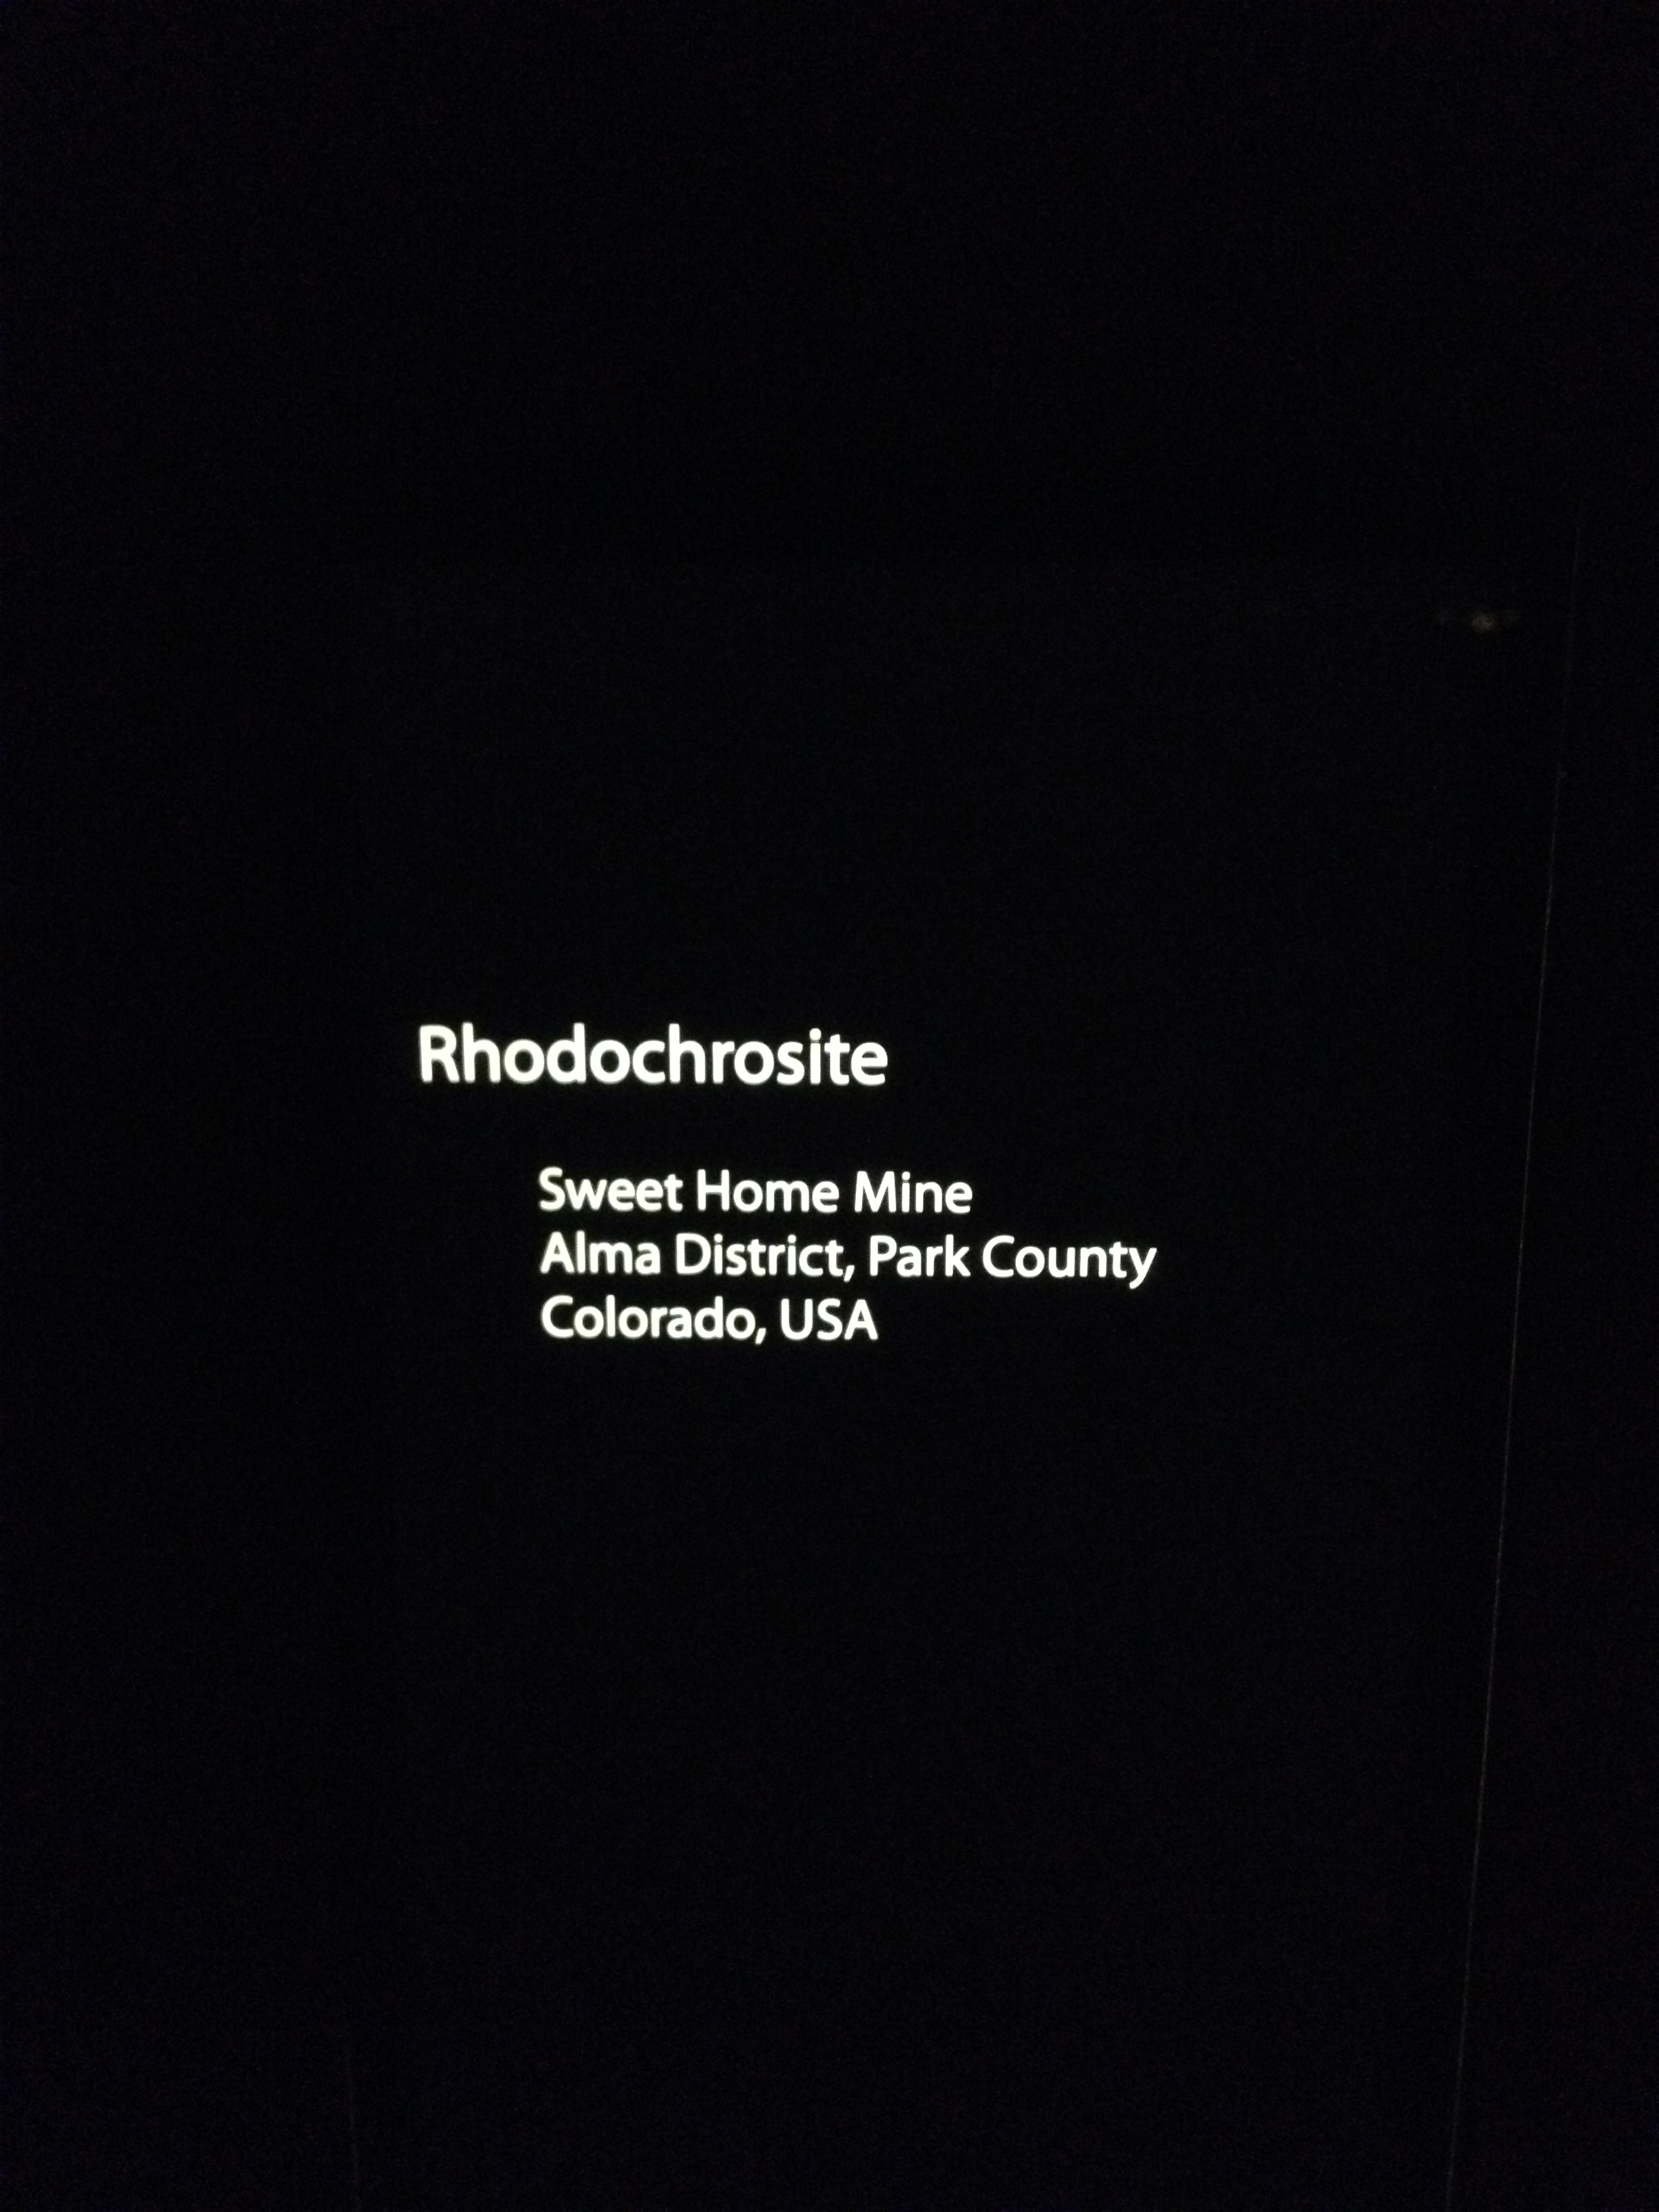 Rhodochrosite
Sweet Home Mine
Alma District, Park County
Colorado, USA